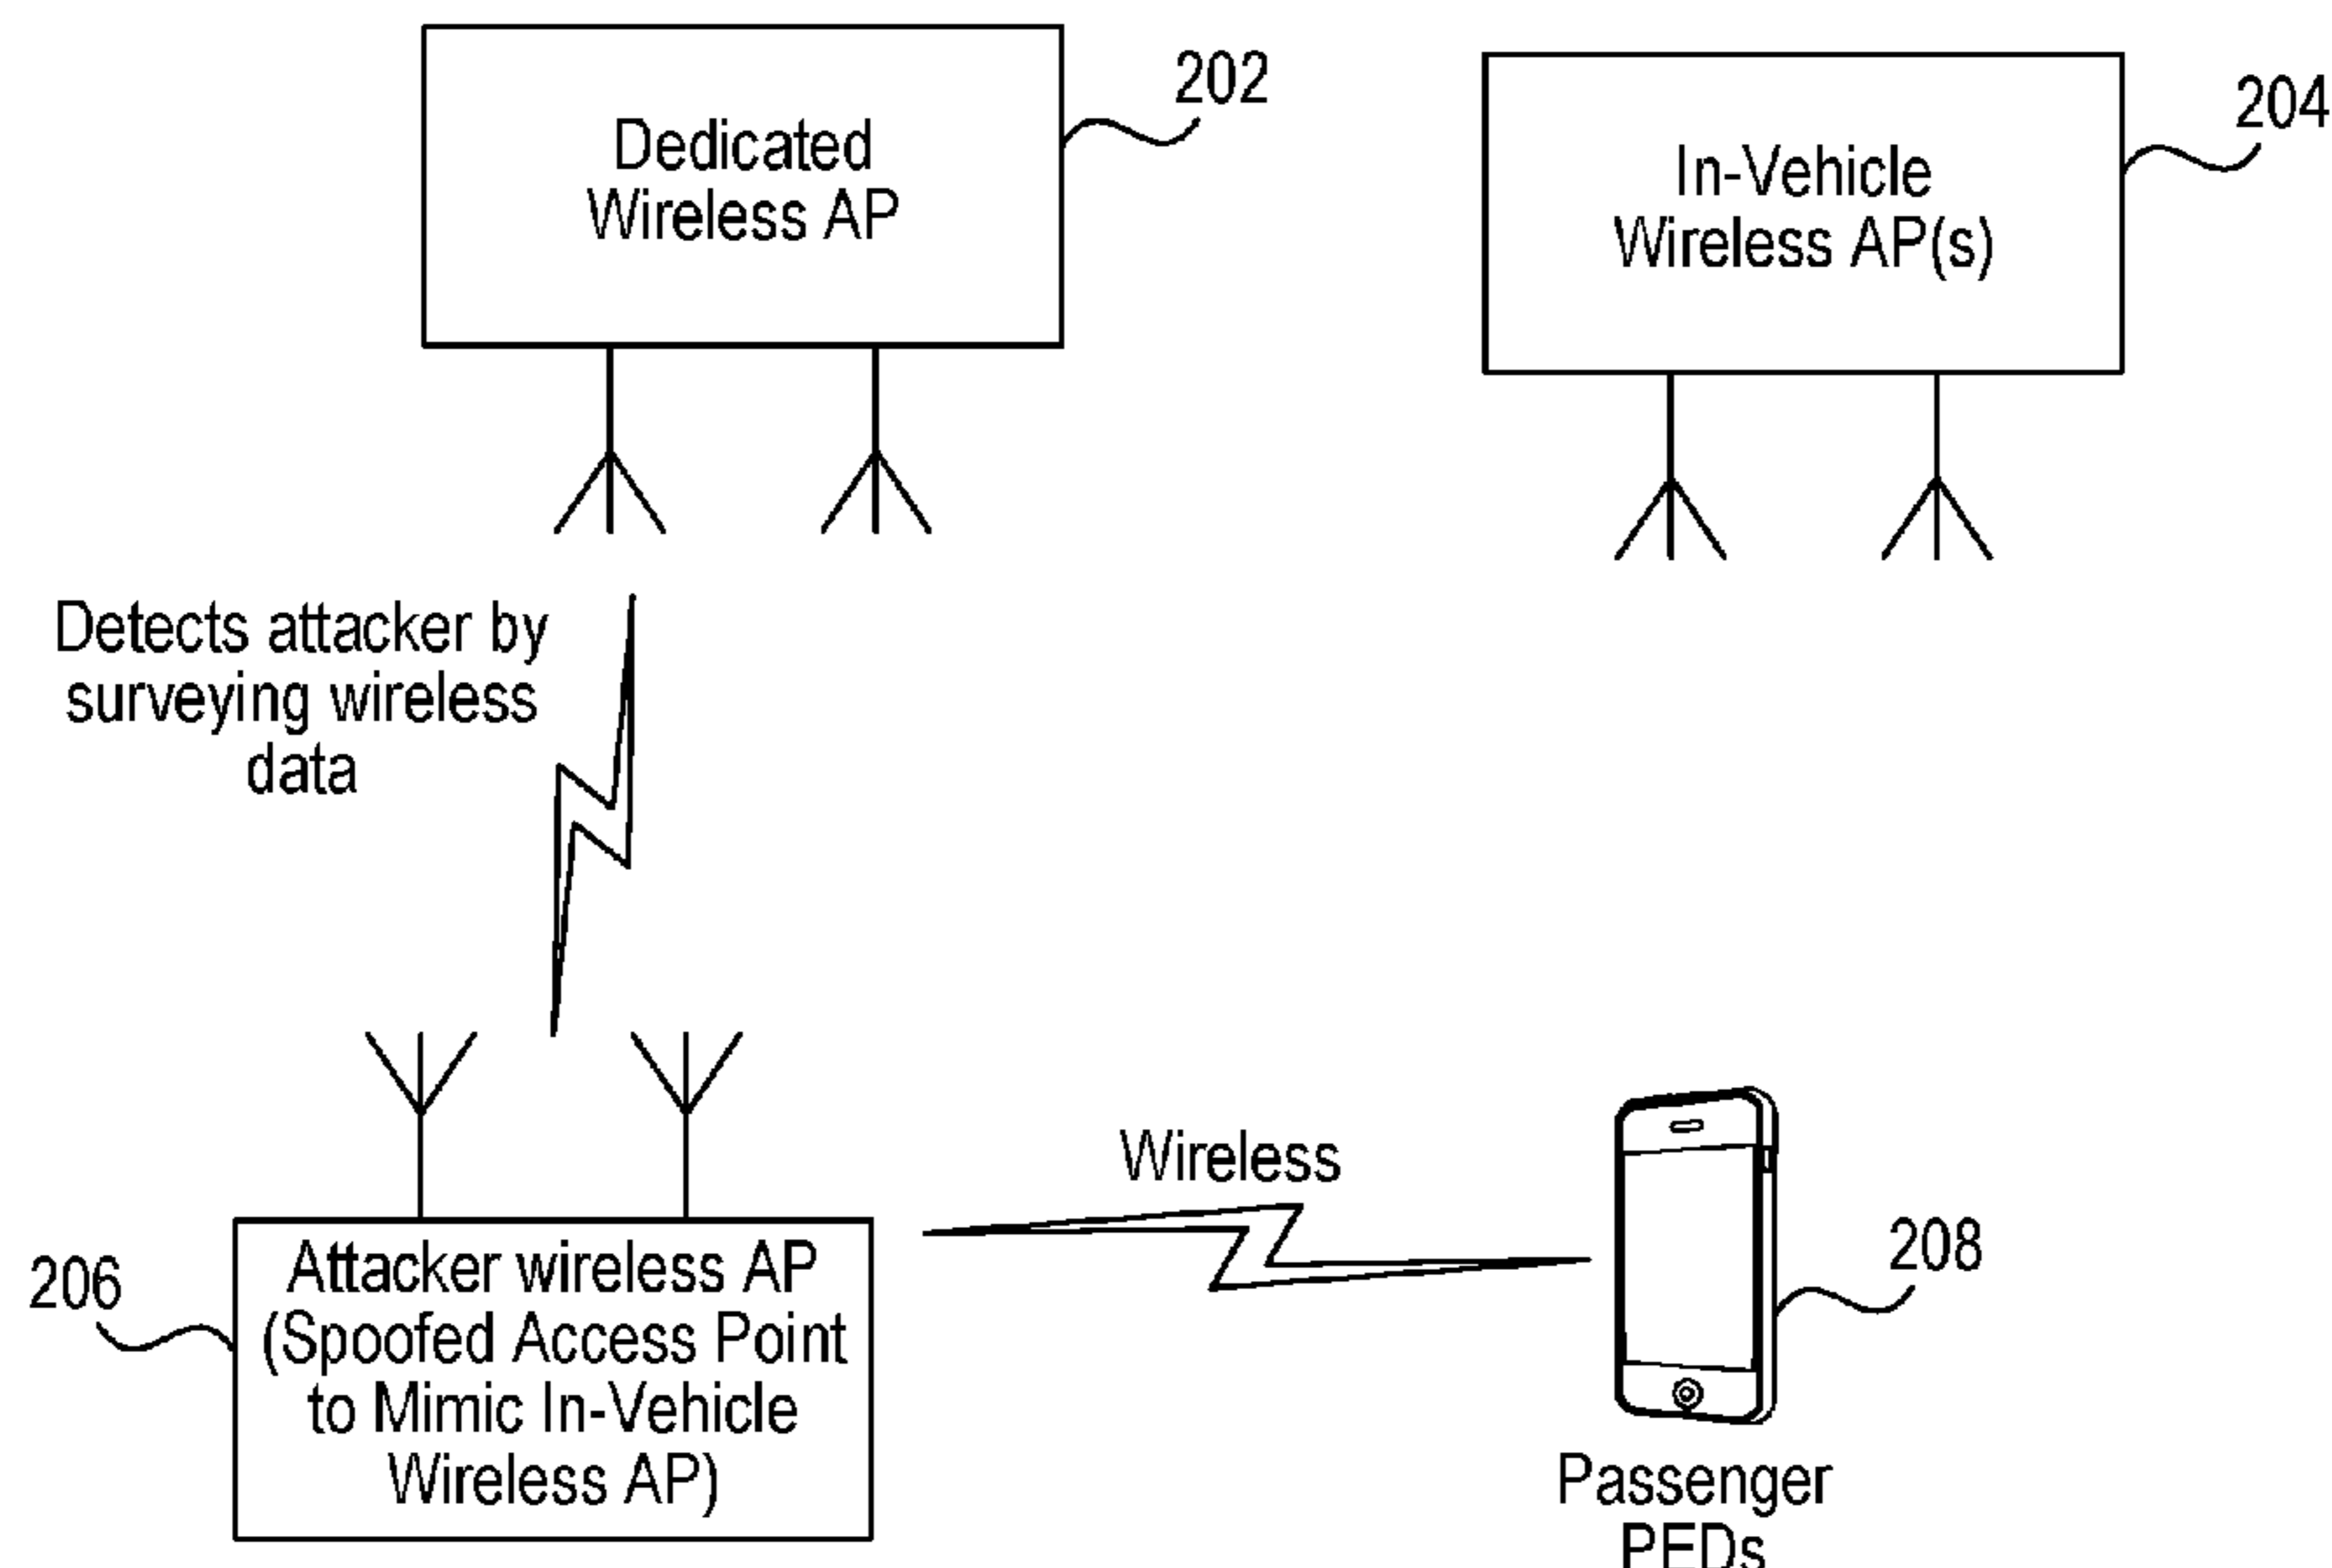 202
Dedicated
Wireless AP
204
In-Vehicle
Wireless AP(s)
Detects attacker by
surveying wireless
data
Wireless
206
Attacker wireless AP
(Spoofed Access Point
to Mimic In-Vehicle
Wireless AP)
208
Passenger
PEDs